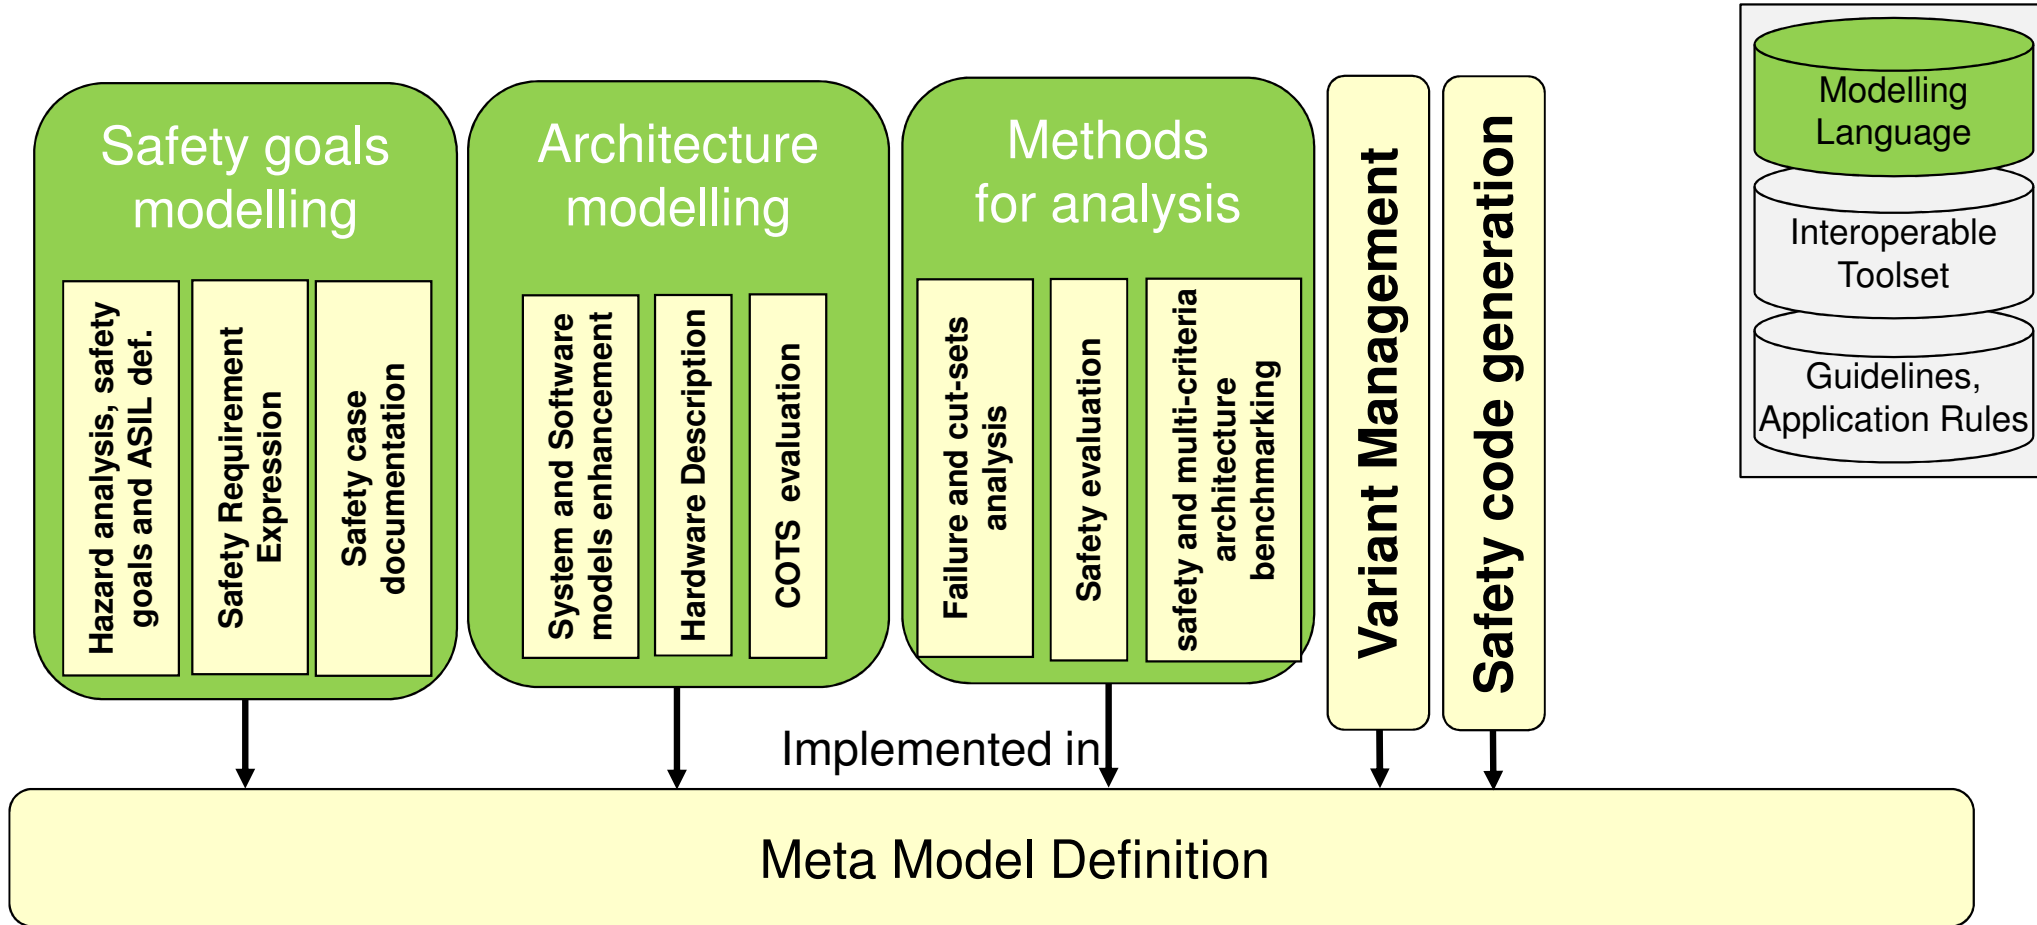 Safety goals
modelling
Hazard analysis, safety
goals and ASIL def.
Safety Requirement
Expression
Safety case
documentation
Architecture
modelling
System and Software
models enhancement
Hardware Description
COTS evaluation
Methods
for analysis
Failure and cut-sets
analysis
Safety evaluation
safety and multi-criteria
architecture
benchmarking
Variant Management
Safety code generation
Modelling
Language
Interoperable
Toolset
Guidelines,
Application Rules
Implemented in
Meta Model Definition